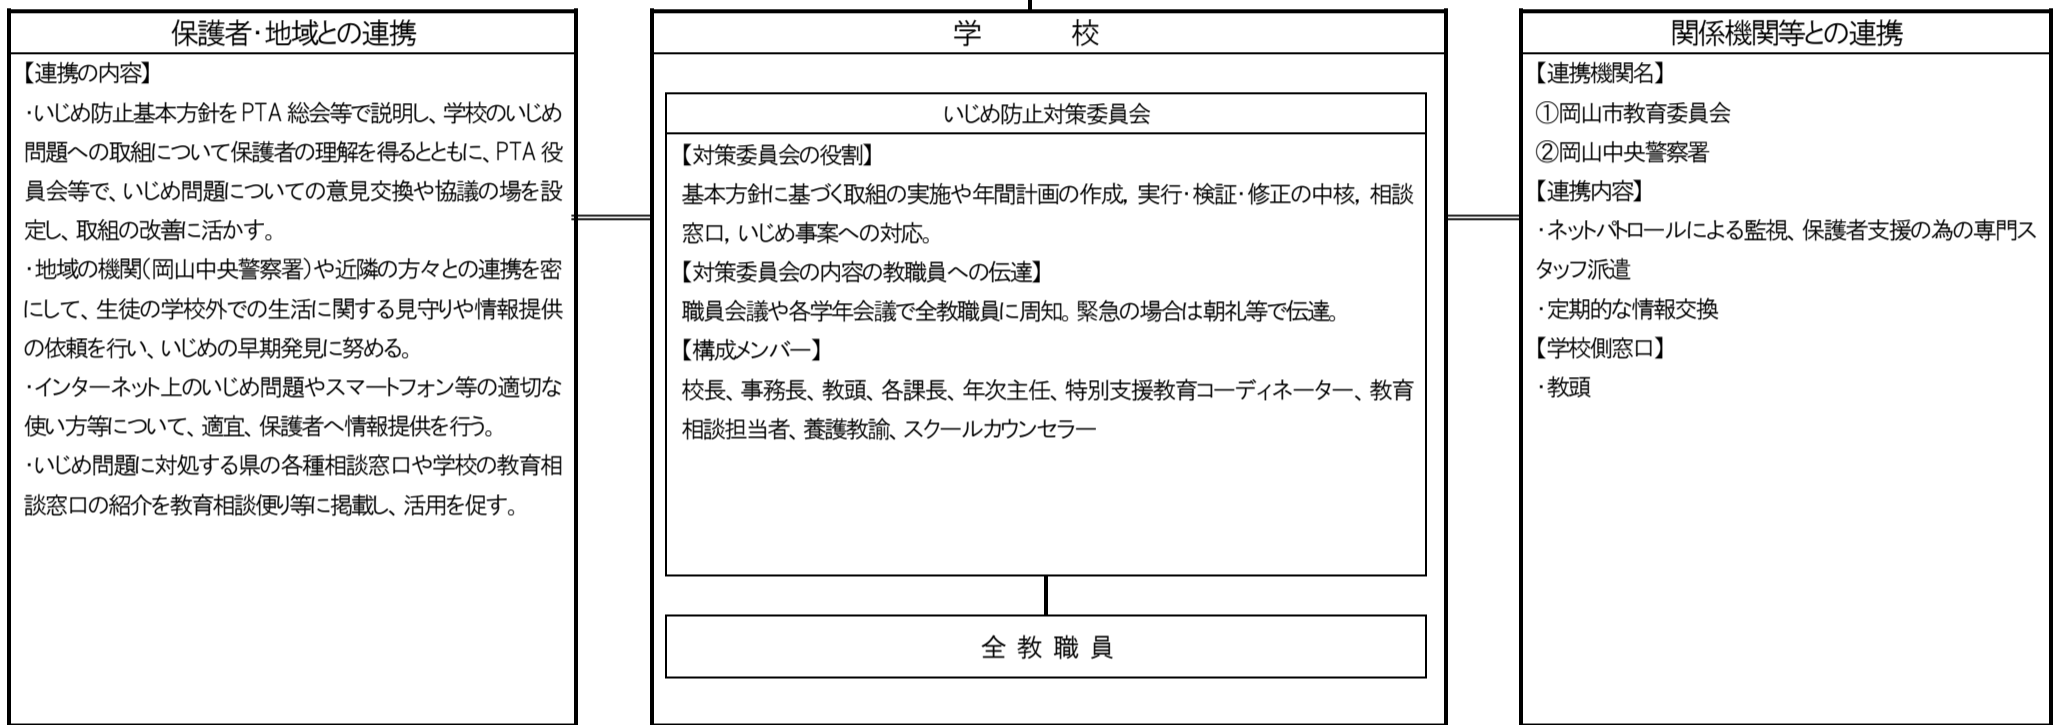 保護者・地域との連携
【連携の内容】
・いじめ防止基本方針をPTA 総会等で説明し、学校のいじめ
問題への取組について保護者の理解を得るとともに、PTA 役
員会等で、いじめ問題についての意見交換や協議の場を設
定し、取組の改善に活かす。
・地域の機関（岡山中央警察署）や近隣の方々との連携を密
にして、生徒の学校外での生活に関する見守りや情報提供
の依頼を行い、いじめの早期発見に努める。
・インターネット上のいじめ問題やスマートフォン等の適切な
使い方等について、適宜、保護者へ情報提供を行う。
・いじめ問題に対処する県の各種相談窓口や学校の教育相
談窓口の紹介を教育相談便り等に掲載し、活用を促す。
学　　校
いじめ防止対策委員会
【対策委員会の役割】
基本方針に基づく取組の実施や年間計画の作成，実行・検証・修正の中核，相談
窓口，いじめ事案への対応。
【対策委員会の内容の教職員への伝達】
職員会議や各学年会議で全教職員に周知。緊急の場合は朝礼等で伝達。
【構成メンバー】
校長、事務長、教頭、各課長、年次主任、特別支援教育コーディネーター、教育
相談担当者、養護教諭、スクールカウンセラー
全 教 職 員
関係機関等との連携
【連携機関名】
①岡山市教育委員会
②岡山中央警察署
【連携内容】
・ネットパトロールによる監視、保護者支援の為の専門ス
タッフ派遣
・定期的な情報交換
【学校側窓口】
・教頭